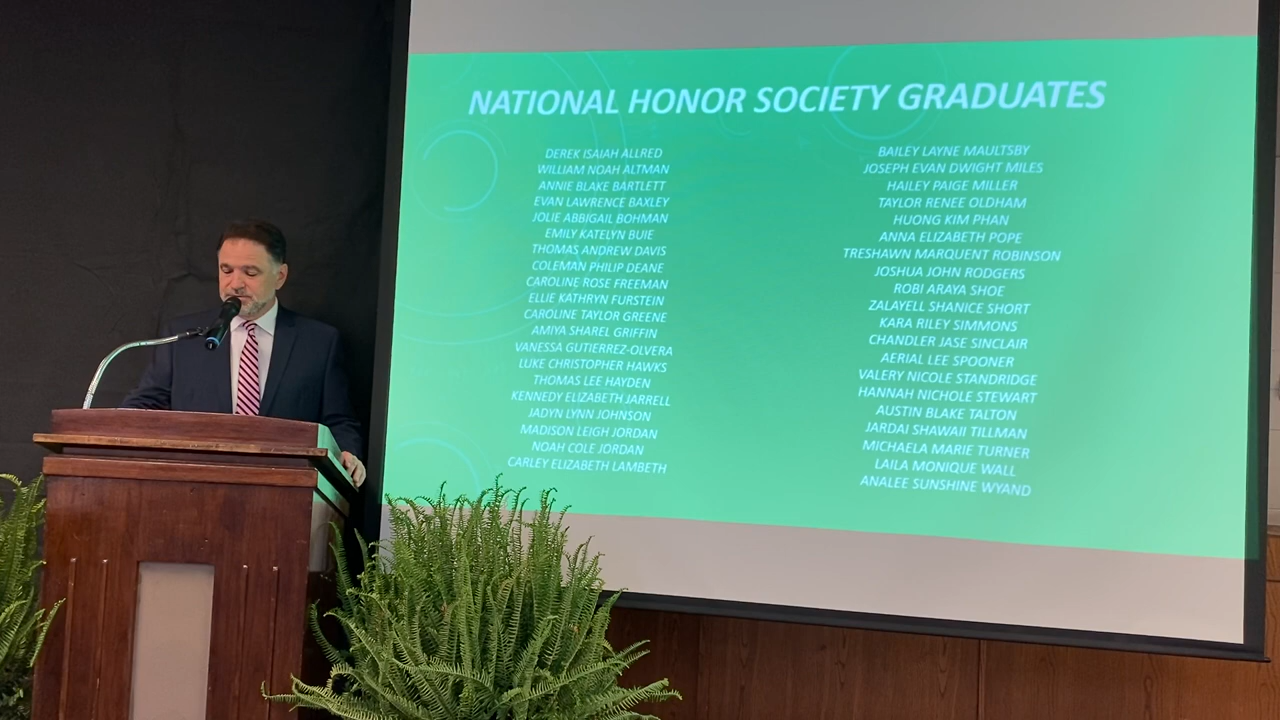 NATIONAL HONOR SOCIETY GRADUATES
DEREK ISAIAH ALLRED
WILLIAM NOAH ALTMAN
ANNIE BLAKE BARTLETT
EVAN LAWRENCE BAXLEY
JOLIE ABBIGAIL BOHMAN
EMILY KATELYN BUIE
THOMAS ANDREW DAVIS
COLEMAN PHILIP DEANE
CAROLINE ROSE FREEMAN
ELLIE KATHRYN FURSTEIN
CAROLINE TAYLOR GREENE
AMIYA SHAREL GRIFFIN
VANESSA GUTIERREZ-OLVERA
LUKE CHRISTOPHER HAWKS
THOMAS LEE HAYDEN
KENNEDY ELIZABETH JARRELL
JADYN LYNN JOHNSON
MADISON LEIGH JORDAN
NOAH COLE JORDAN
CARLEY ELIZABETH LAMBETH
BAILEY LAYNE MAULTSBY
JOSEPH EVAN DWIGHT MILES
HAILEY PAIGE MILLER
TAYLOR RENEE OLDHAM
HUONG KIM PHAN
ANNA ELIZABETH POPE
TRESHAWN MARQUENT ROBINSON
JOSHUA JOHN RODGERS
ROBI ARAYA SHOE
ZALAYELL SHANICE SHORT
KARA RILEY SIMMONS
CHANDLER JASE SINCLAIR
AERIAL LEE SPOONER
VALERY NICOLE STANDRIDGE
HANNAH NICHOLE STEWART
AUSTIN BLAKE TALTON
JARDAI SHAWAII TILLMAN
MICHAELA MARIE TURNER
LAILA MONIQUE WALL
ANALEE SUNSHINE WYAND